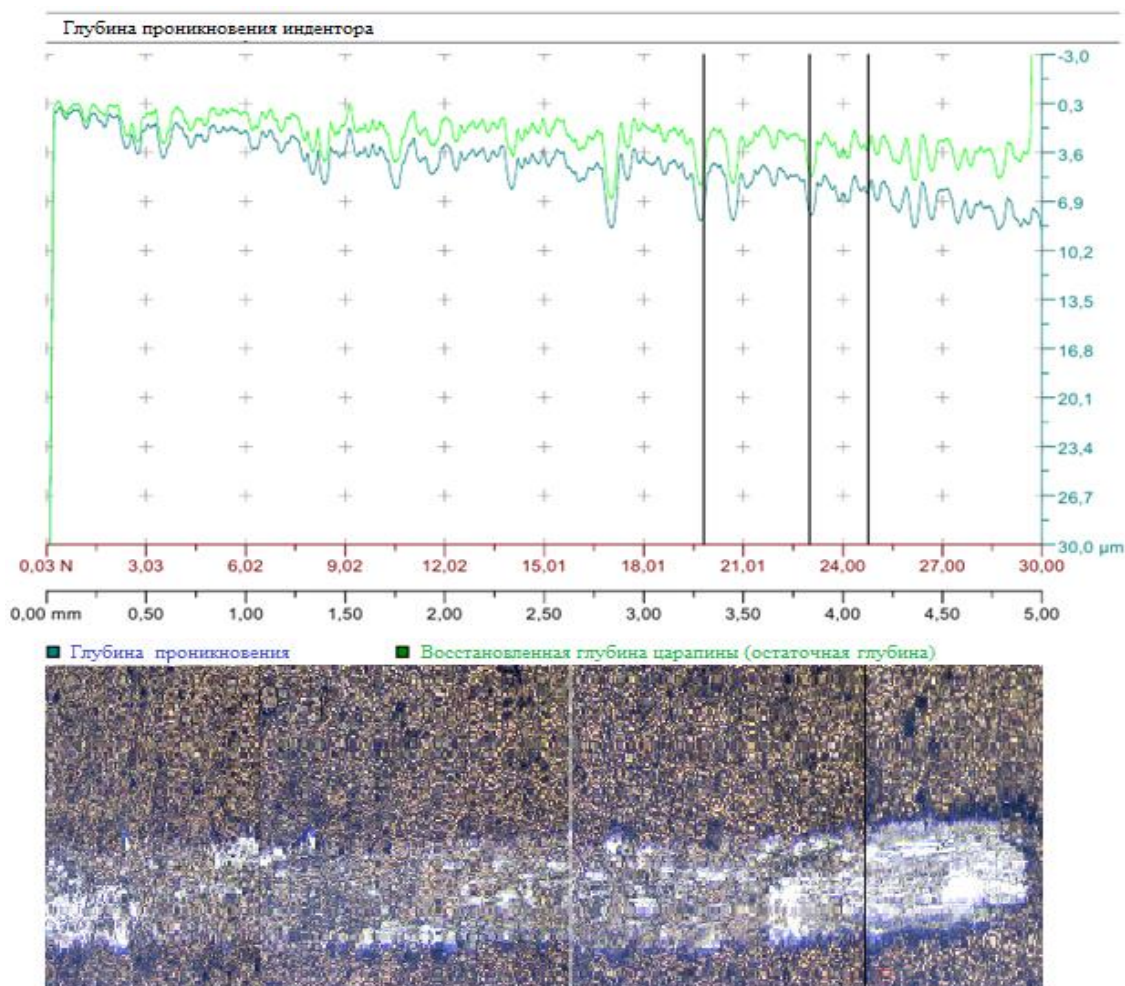 Глубина проникновения индентора
-3,0
0,3
3,6
6,9
10,2
13,5
16,8
20,1
23,4
26,7
30,0 µm
0,03 N 3,03 6,02 9,02 12,02 15,01 18,01 21,01 24,00 27,00 30,00
0,00 mm 0,50 1,00 1,50 2,00 2,50 3,00 3,50 4,00 4,50 5,00
Глубина проникновения Восстановленная глубина царапины (остаточная глубина)